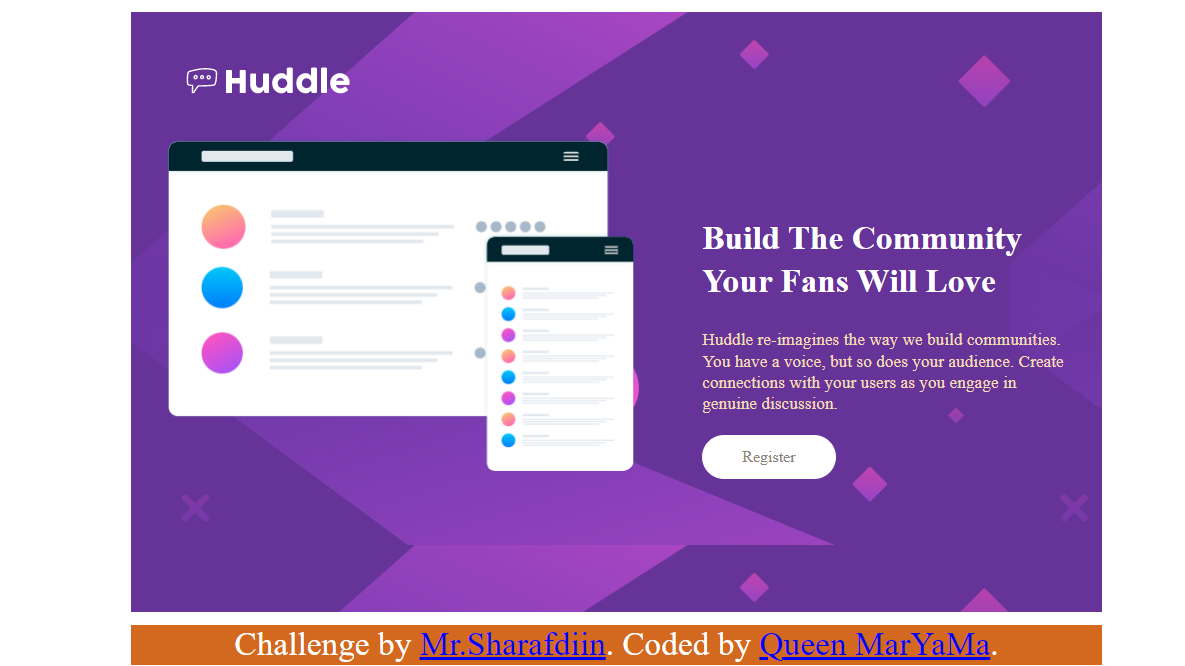 Huddle
Build The Community
Your Fans Will Love
Huddle re-imagines the way we build communities.
You have a voice, but so does your audience. Create
connections with your users as you engage in
genuine discussion.
Register
Challenge by Mr.Sharafdiin. Coded by Queen MarYaMa.